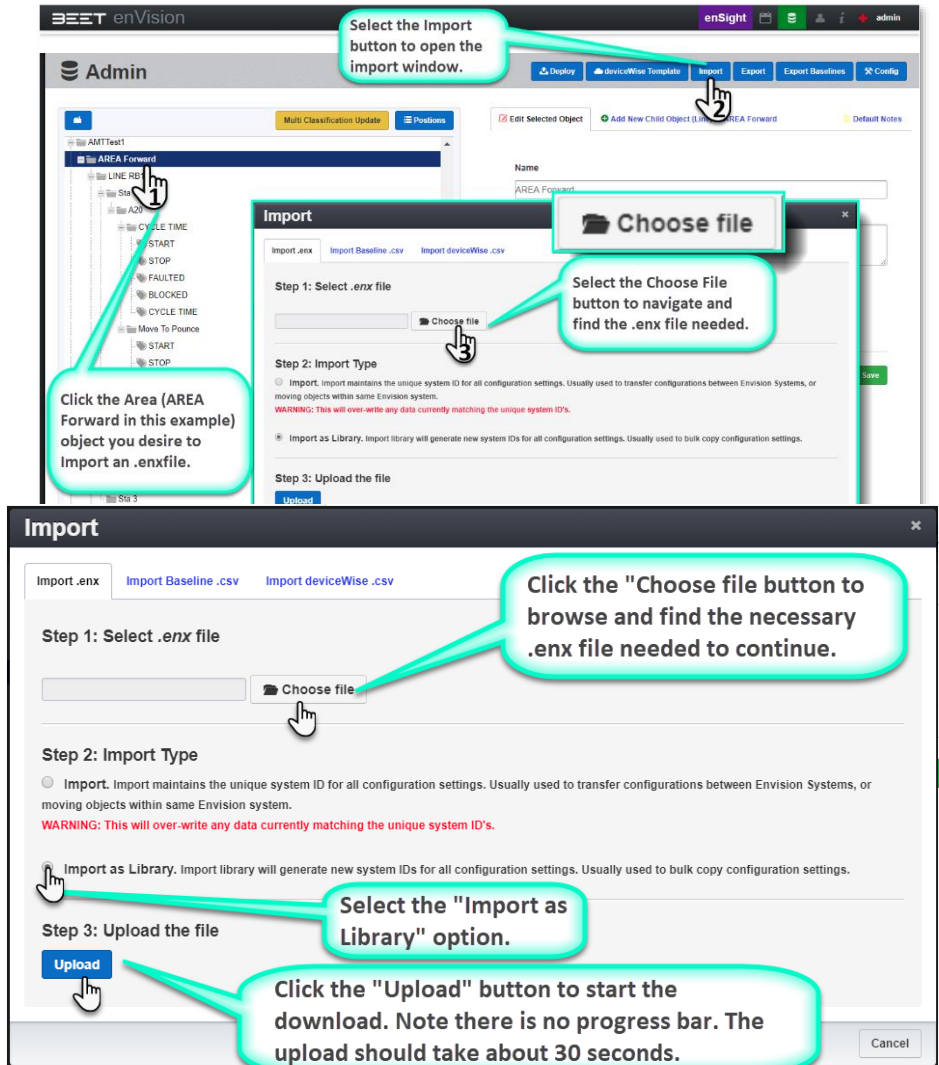 BEET enVision
enSight
i
admin
Select the Import
button to open the
import window.
Admin
Deploy
deviceWise Template
Import
Export
Export Baselines
Config
2
Multi Classification Update
Postions
Edit Selected Object
Add New Child Object (Lin
AREA Forward
Default Notes
AMTTest1
AREA Forward
LINE RB1
Sta
A20
CYCLE TIME
START
STOP
FAULTED
BLOCKED
CYCLE TIME
Move To Pounce
START
STOP
1
Name
AREA Forward
Save
Click the Area (AREA
Forward in this example)
object you desire to
Import an .enxfile.
Sta 3
Import
×
Choose file
Import .enx
Import Baseline .csv
Import deviceWise .csv
Step 1: Select .enx file
Choose file
3
Select the Choose File
button to navigate and
find the .enx file needed.
Step 2: Import Type
Import. Import maintains the unique system ID for all configuration settings. Usually used to transfer configurations between Envision Systems, or
moving objects within same Envision system.
WARNING: This will over-write any data currently matching the unique system ID's.
Import as Library. Import library will generate new system IDs for all configuration settings. Usually used to bulk copy configuration settings.
Step 3: Upload the file
Upload
Import
×
Import .enx
Import Baseline .csv
Import deviceWise .csv
Click the "Choose file button to
browse and find the necessary
.enx file needed to continue.
Step 1: Select .enx file
Choose file
Step 2: Import Type
Import. Import maintains the unique system ID for all configuration settings. Usually used to transfer configurations between Envision Systems, or
moving objects within same Envision system.
WARNING: This will over-write any data currently matching the unique system ID's.
Import as Library. Import library will generate new system IDs for all configuration settings. Usually used to bulk copy configuration settings.
Select the "Import as
Library" option.
Step 3: Upload the file
Upload
Click the "Upload" button to start the
download. Note there is no progress bar. The
upload should take about 30 seconds.
Cancel